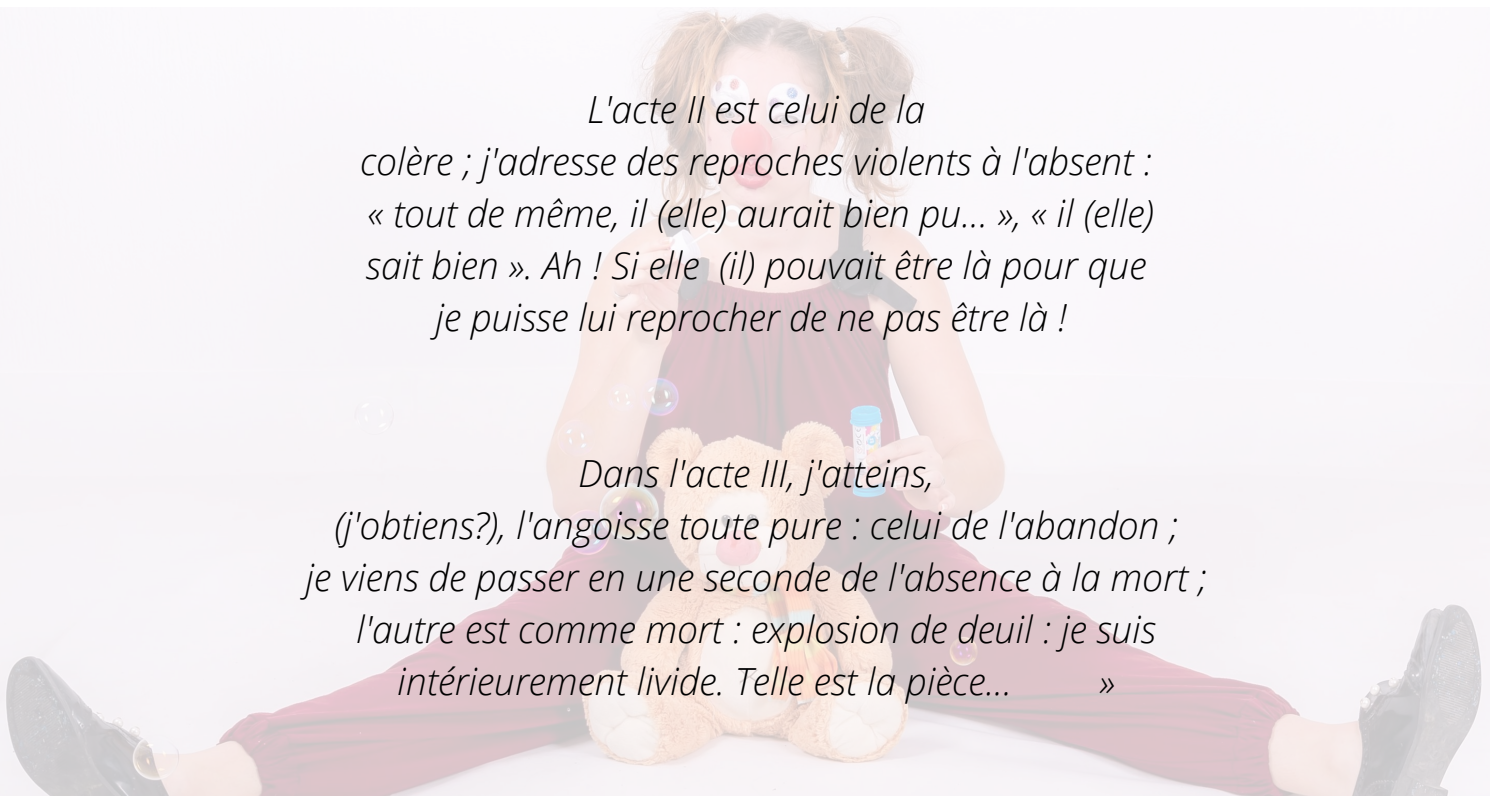 L'acte II est celui de la
colère ; j'adresse des reproches violents à l'absent :
« tout de même, il (elle) aurait bien pu... », « il (elle)
sait bien ». Ah ! Si elle  (il) pouvait être là pour que
je puisse lui reprocher de ne pas être là !
Dans l'acte III, j'atteins,
(j'obtiens?), l'angoisse toute pure : celui de l'abandon ;
je viens de passer en une seconde de l'absence à la mort ;
l'autre est comme mort : explosion de deuil : je suis
intérieurement livide. Telle est la pièce...        »